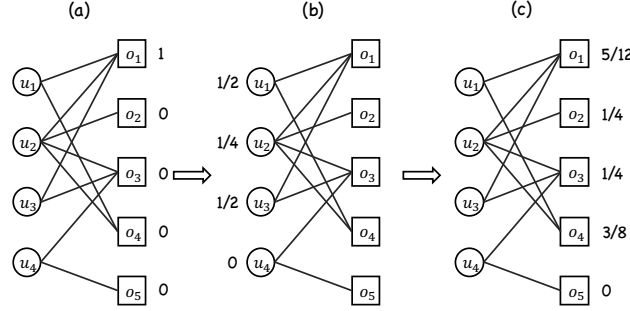 (a) (b) (c)
o1 1 o1 o1 5/12
u1 1/2 u1 u1
o2 0 o2 o2 1/4
u2 1/4 u2 u2
o3 0 o3 o3 1/4
u3 1/2 u3 u3
o4 0 o4 o4 3/8
u4 0 u4 u4
o5 0 o5 o5 0